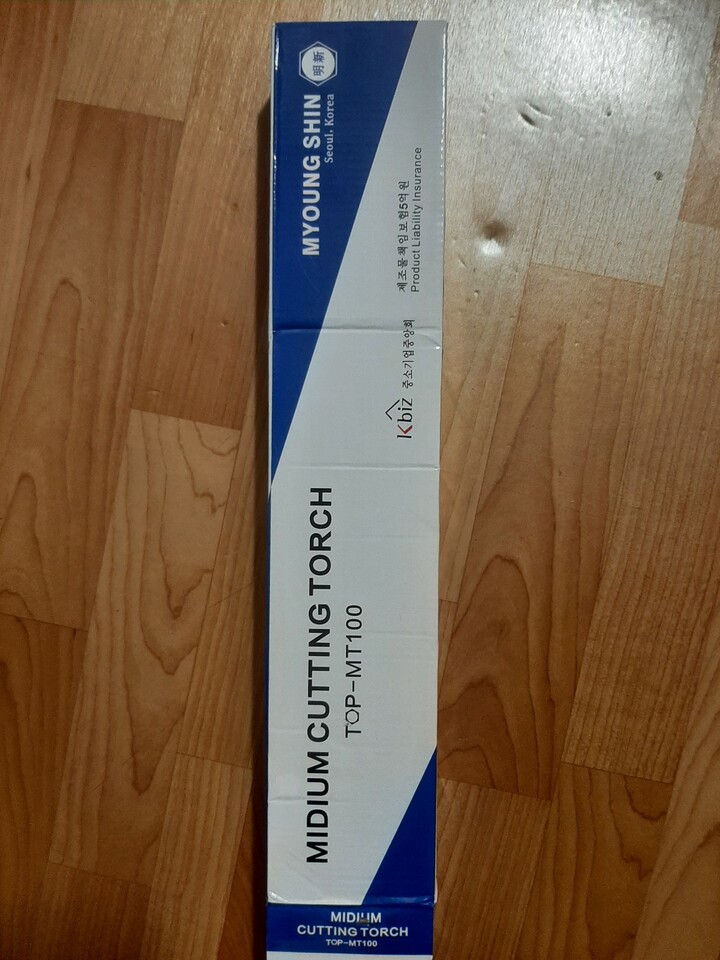 明新
MYOUNG SHIN
Seoul, Korea
제조물책임보험5억원
Product Liability Insurance
Kbiz 중소기업중앙회
MIDIUM CUTTING TORCH
TOP-MT100
MIDIUM
CUTTING TORCH
TOP-MT100